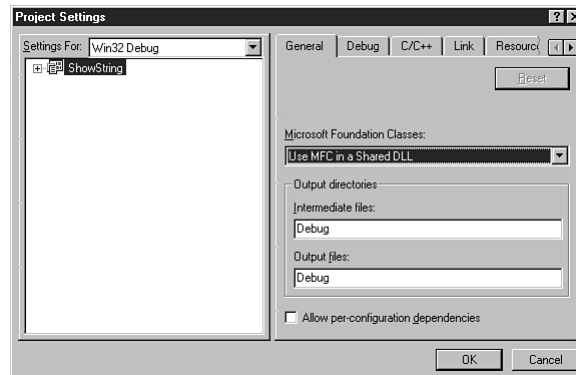 Project Settings
Settings For: Win32 Debug
ShowString
General Debug C/C++ Link Resourc
Reset
Microsoft Foundation Classes:
Use MFC in a Shared DLL
Output directories
Intermediate files:
Debug
Output files:
Debug
Allow per-configuration dependencies
OK Cancel